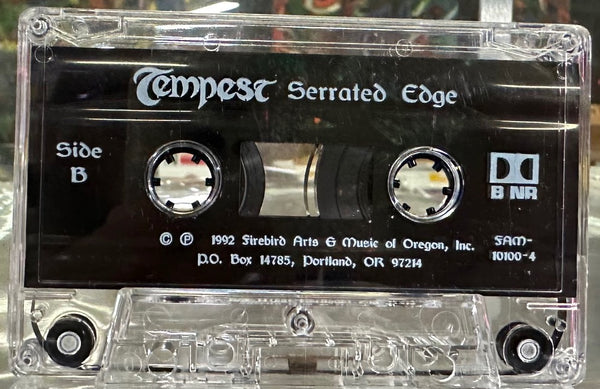 Tempest Serrated Edge
Side
B
B NR
© ℗ 1992 Firebird Arts & Music of Oregon, Inc.
P.O. Box 14785, Portland, OR 97214
FAM-
10100-4